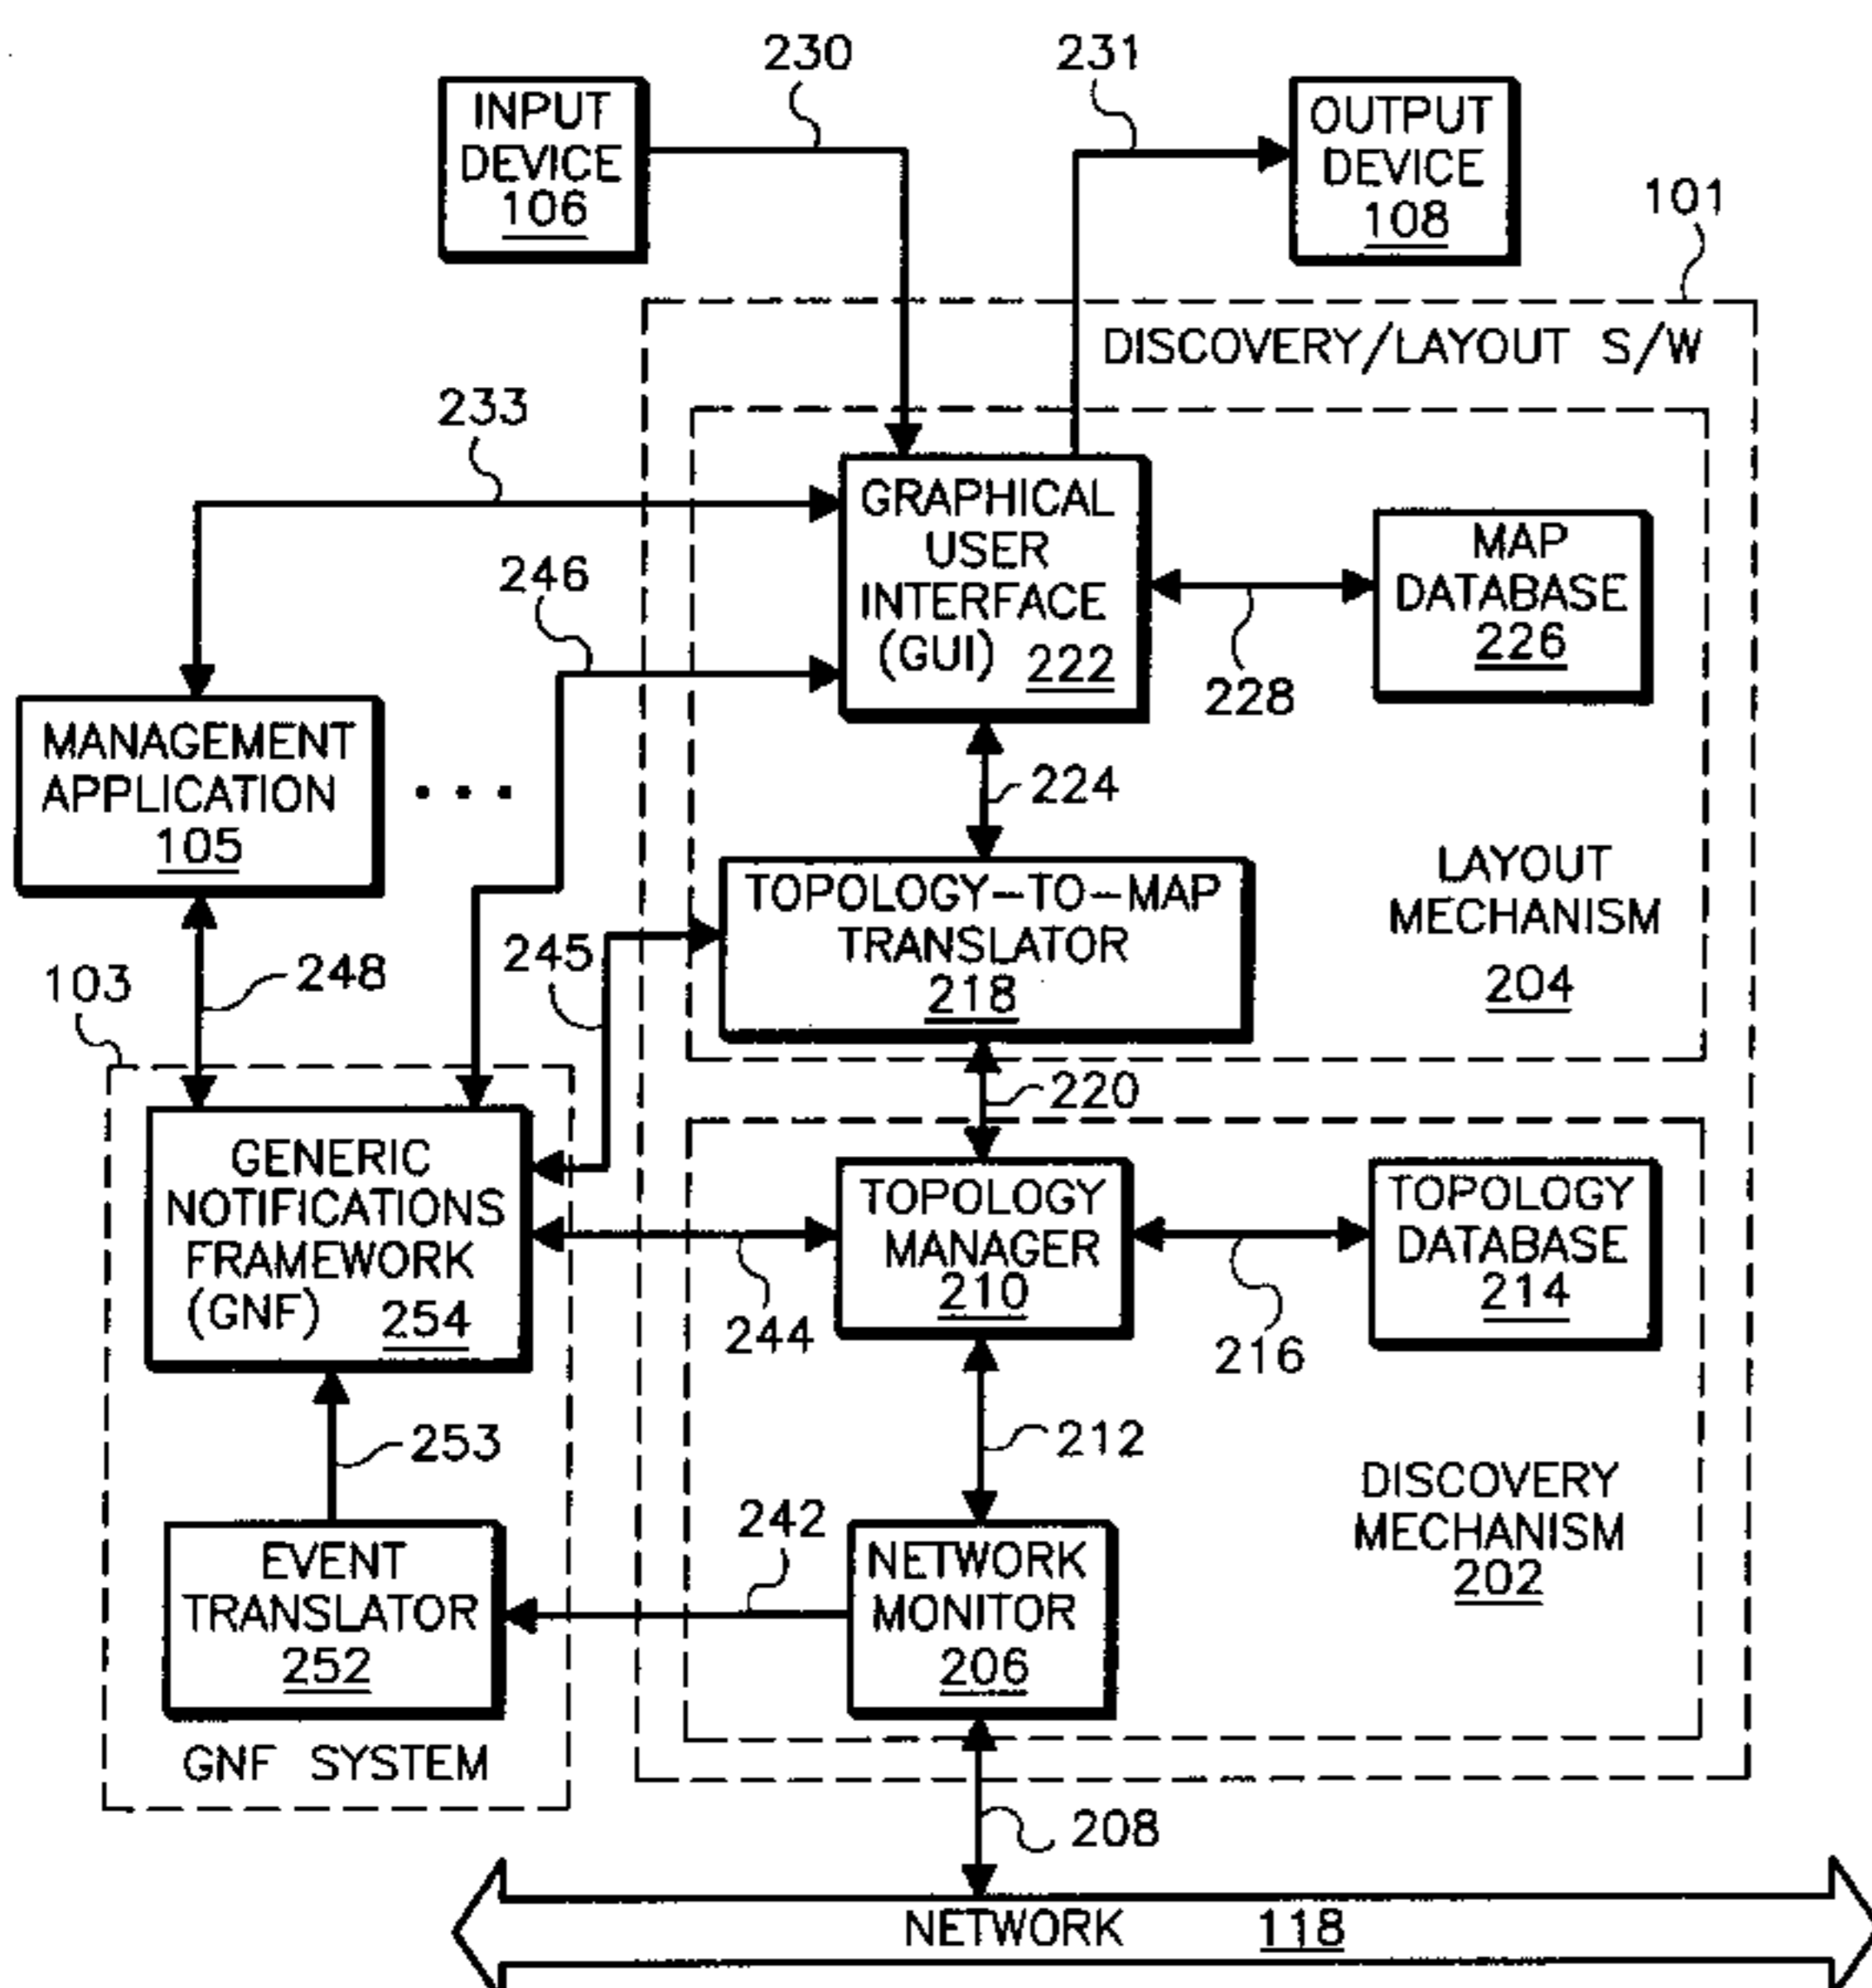 230
231
INPUT
DEVICE
106
OUTPUT
DEVICE
108
101
DISCOVERY/LAYOUT S/W
233
GRAPHICAL
USER
INTERFACE
(GUI) 222
MAP
DATABASE
226
246
228
MANAGEMENT
APPLICATION
105
• • •
224
TOPOLOGY-TO-MAP
TRANSLATOR
218
LAYOUT
MECHANISM
204
245
248
103
220
GENERIC
NOTIFICATIONS
FRAMEWORK
(GNF) 254
TOPOLOGY
MANAGER
210
TOPOLOGY
DATABASE
214
244
216
253
212
242
DISCOVERY
MECHANISM
202
EVENT
TRANSLATOR
252
NETWORK
MONITOR
206
GNF SYSTEM
208
NETWORK 118